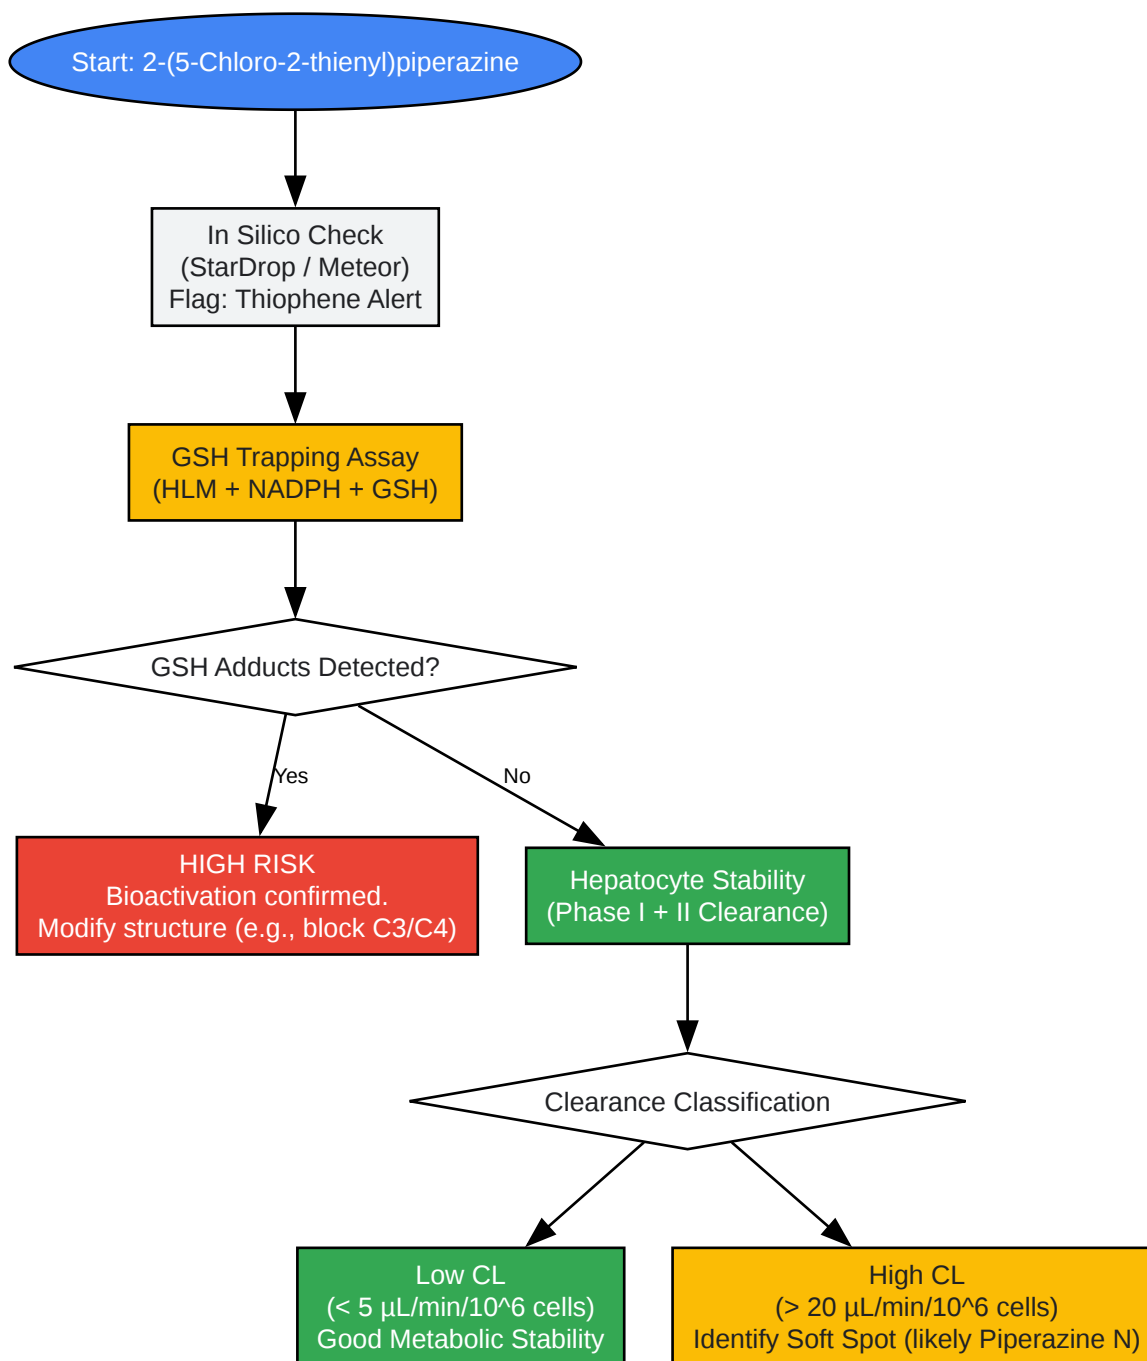 Start: 2-(5-Chloro-2-thienyl)piperazine
In Silico Check
(StarDrop / Meteor)
Flag: Thiophene Alert
GSH Trapping Assay
(HLM + NADPH + GSH)
GSH Adducts Detected?
Yes
No
HIGH RISK
Bioactivation confirmed.
Modify structure (e.g., block C3/C4)
Hepatocyte Stability
(Phase I + II Clearance)
Clearance Classification
Low CL
(< 5 µL/min/10^6 cells)
Good Metabolic Stability
High CL
(> 20 µL/min/10^6 cells)
Identify Soft Spot (likely Piperazine N)